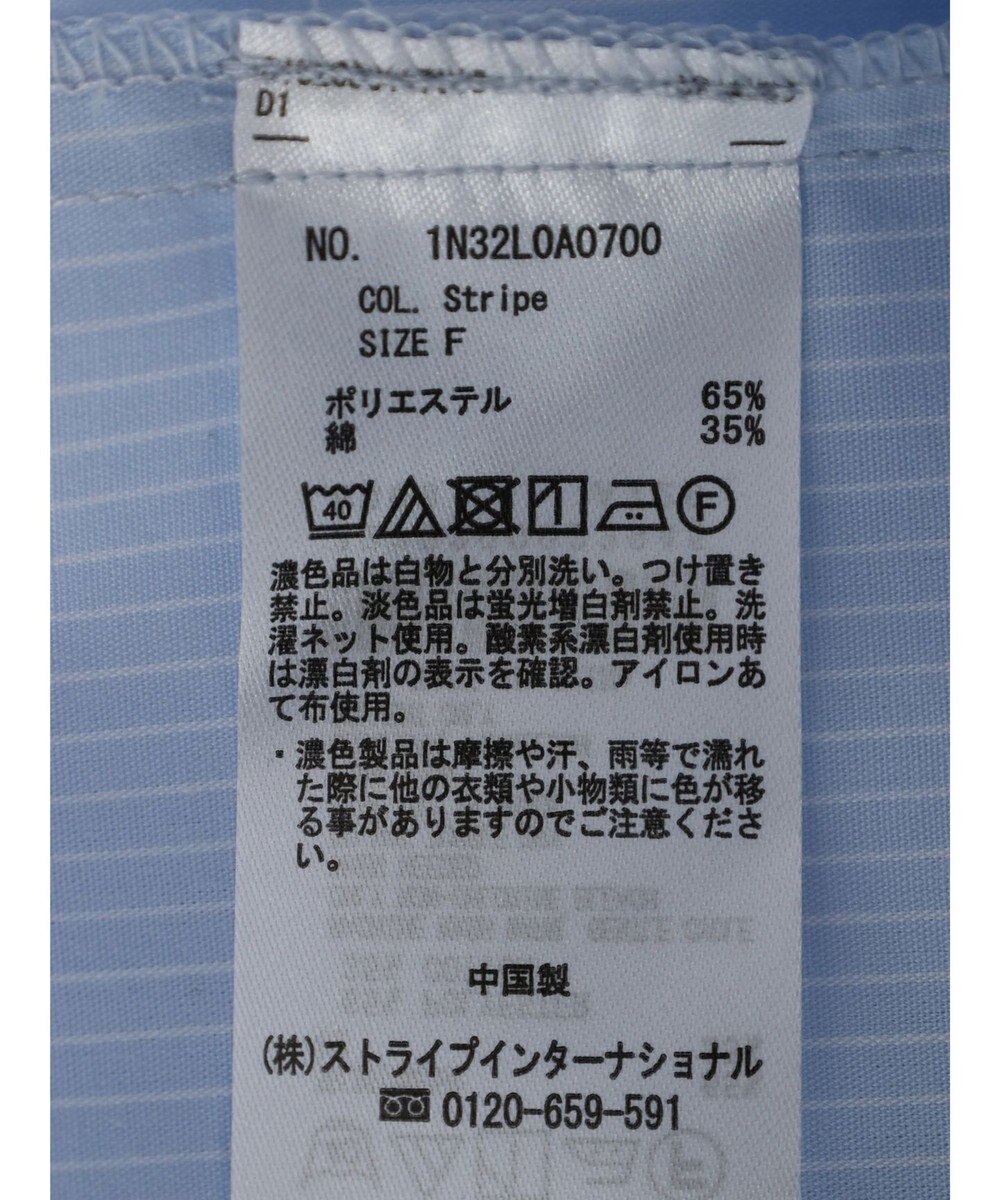 D1
NO. 1N32L0A0700
COL. Stripe
SIZE F
ポリエステル 65%
綿 35%
40 F
濃色品は白物と分別洗い。つけ置き
禁止。淡色品は蛍光増白剤禁止。洗
濯ネット使用。酸素系漂白剤使用時
は漂白剤の表示を確認。アイロンあ
て布使用。
・濃色製品は摩擦や汗、雨等で濡れ
た際に他の衣類や小物類に色が移
る事がありますのでご注意くださ
い。
中国製
(株)ストライプインターナショナル
0120-659-591